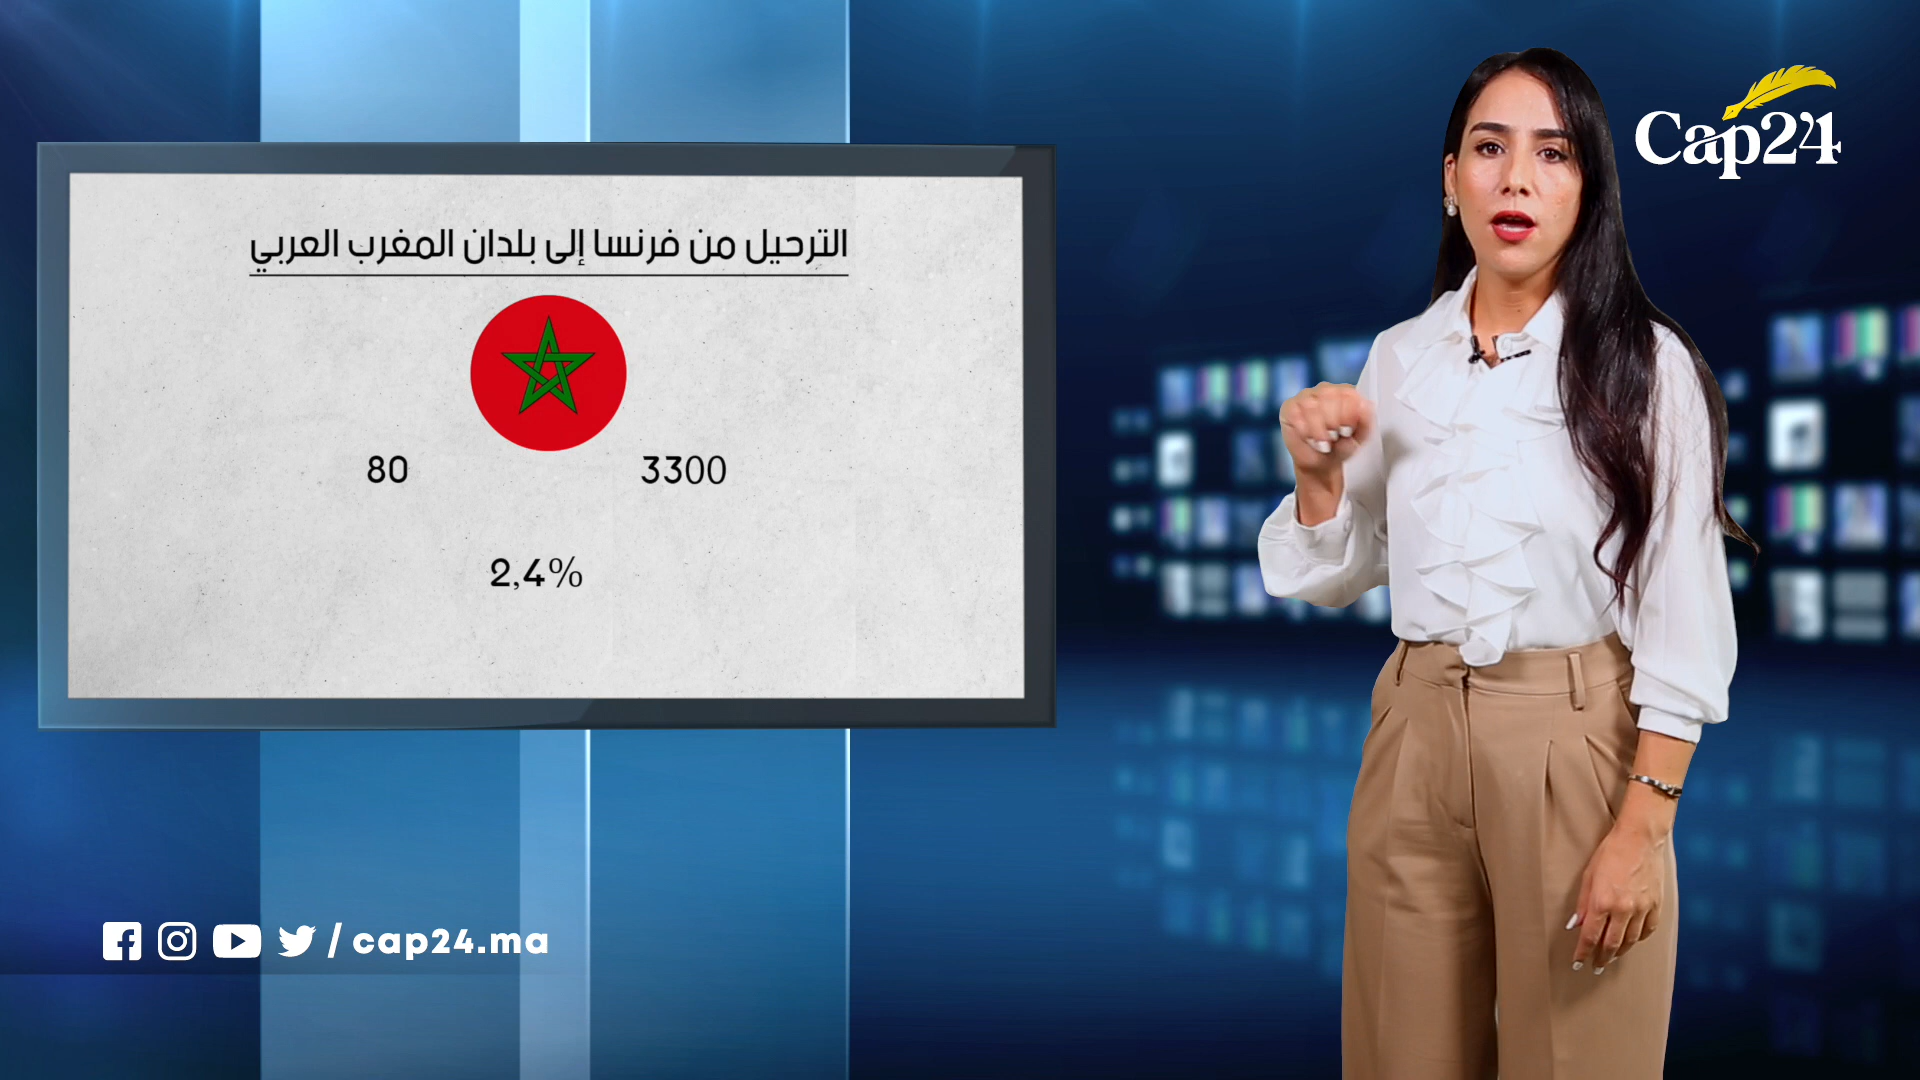 Cap24
الترحيل من فرنسا إلى بلدان المغرب العربي
80 3300
2,4%
/ cap24.ma